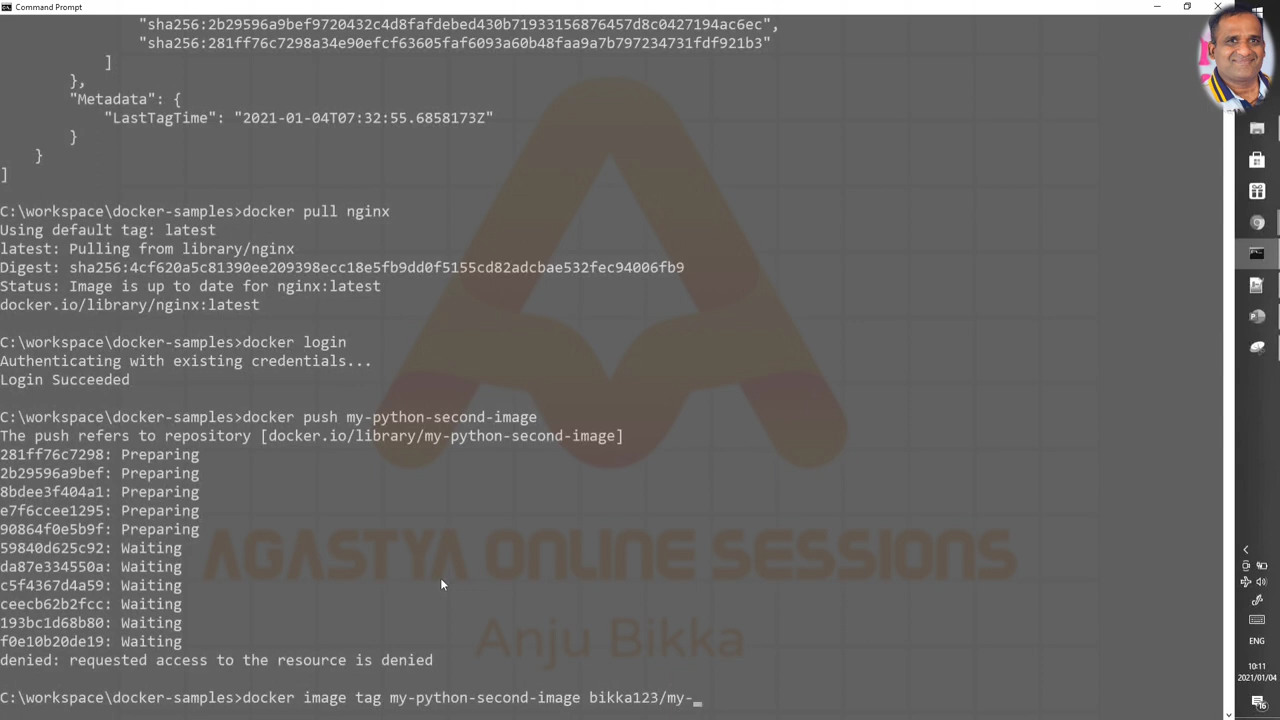 Command Prompt
"sha256:2b29596a9bef9720432c4d8fafdebed430b71933156876457d8c0427194ac6ec",
"sha256:281ff76c7298a34e90efcf63605faf6093a60b48faa9a7b797234731fdf921b3"
]
},
"Metadata": {
"LastTagTime": "2021-01-04T07:32:55.6858173Z"
}
}
]
C:\workspace\docker-samples>docker pull nginx
Using default tag: latest
latest: Pulling from library/nginx
Digest: sha256:4cf620a5c81390ee209398ecc18e5fb9dd0f5155cd82adcbae532fec94006fb9
Status: Image is up to date for nginx:latest
docker.io/library/nginx:latest
C:\workspace\docker-samples>docker login
Authenticating with existing credentials...
Login Succeeded
C:\workspace\docker-samples>docker push my-python-second-image
The push refers to repository [docker.io/library/my-python-second-image]
281ff76c7298: Preparing
2b29596a9bef: Preparing
8bdee3f404a1: Preparing
e7f6ccee1295: Preparing
90864f0e5b9f: Preparing
59840d625c92: Waiting
da87e334550a: Waiting
c5f4367d4a59: Waiting
ceecb62b2fcc: Waiting
193bc1d68b80: Waiting
f0e10b20de19: Waiting
denied: requested access to the resource is denied
C:\workspace\docker-samples>docker image tag my-python-second-image bikka123/my-_
AGASTYA ONLINE SESSIONS
Anju Bikka
ENG
10:11
2021/01/04
16